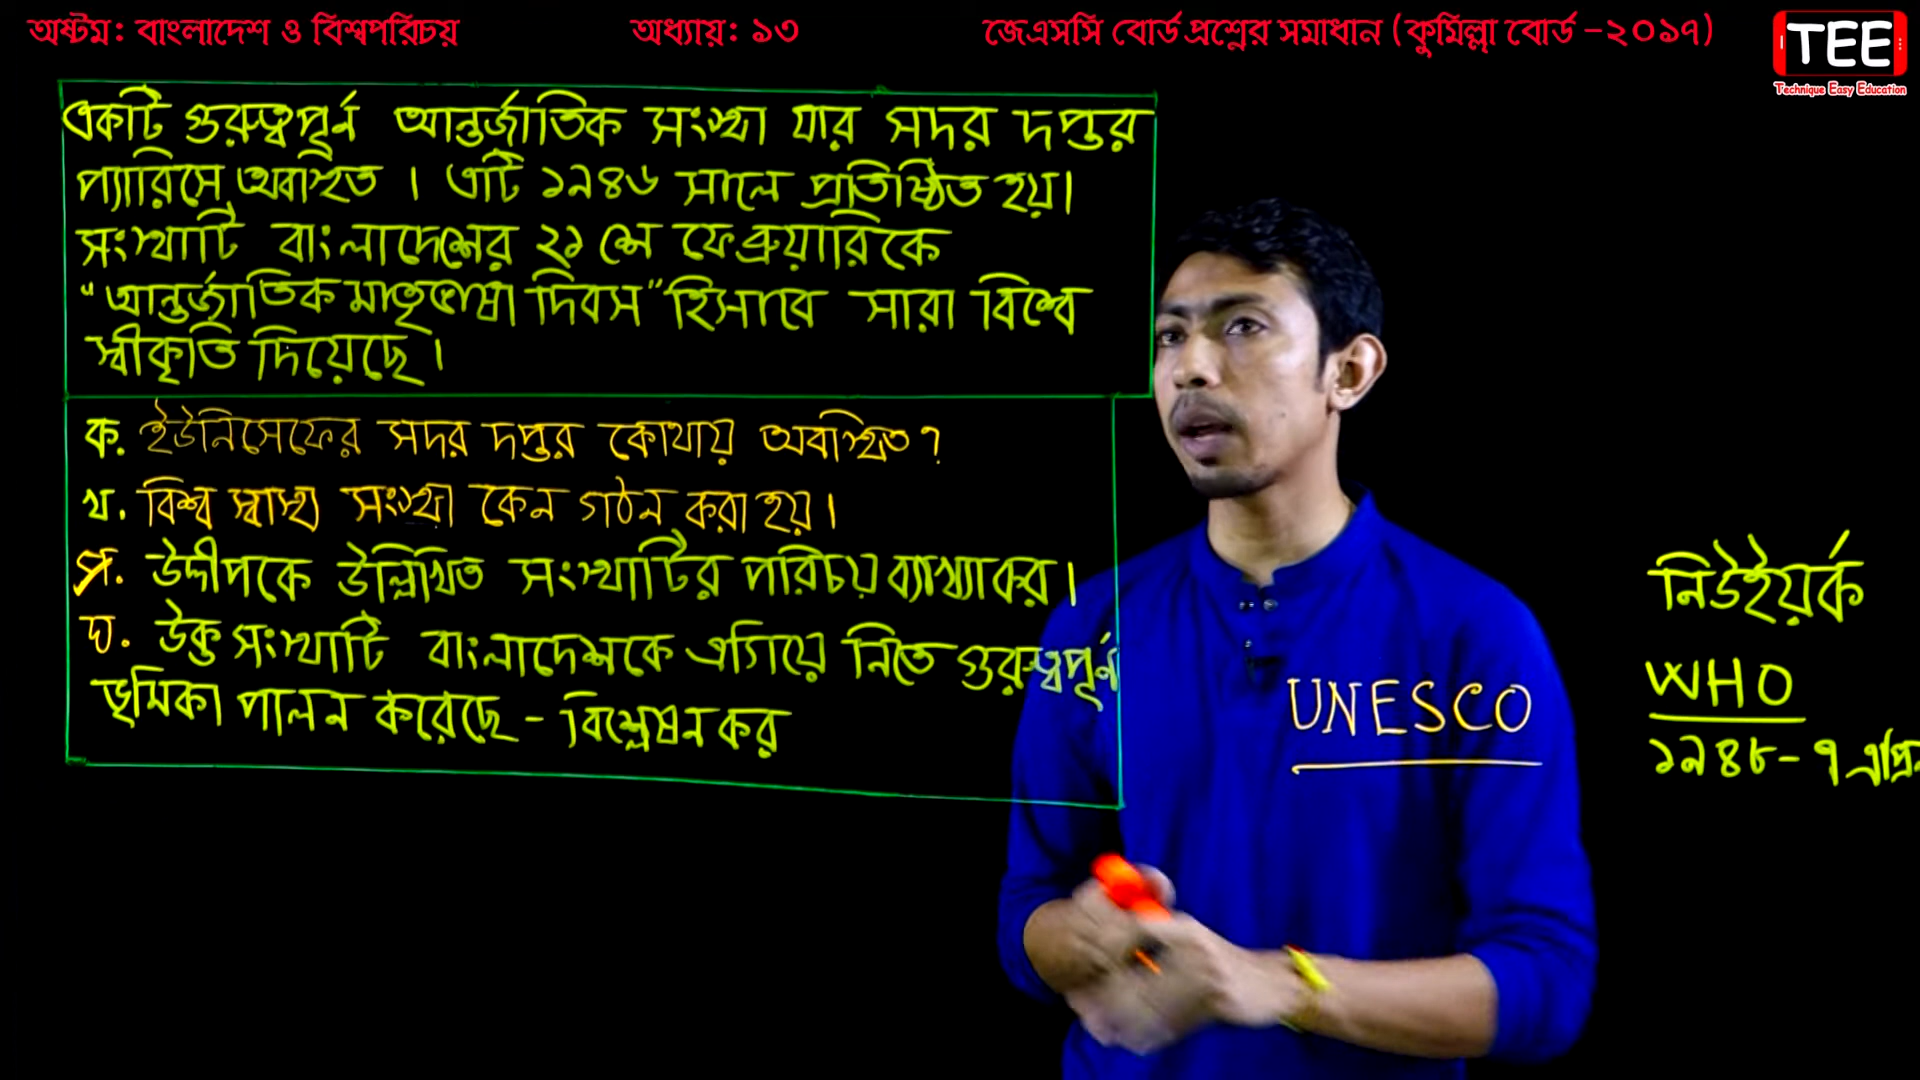 অষ্টম: বাংলাদেশ ও বিশ্বপরিচয়
অধ্যায়: ১৩
জেএসসি বোর্ড প্রশ্নের সমাধান (কুমিল্লা বোর্ড -২০১৭)
TEE
Technique Easy Education
একটি গুরুত্বপূর্ন আন্তর্জাতিক সংস্থা যার সদর দপ্তর
প্যারিসে অবস্থিত। এটি ১৯৪৬ সালে প্রতিষ্ঠিত হয়।
সংস্থাটি বাংলাদেশের ২১ শে ফেব্রুয়ারিকে
"আন্তর্জাতিক মাতৃভাষা দিবস" হিসাবে সারা বিশ্বে
স্বীকৃতি দিয়েছে।
ক. ইউনিসেফের সদর দপ্তর কোথায় অবস্থিত?
খ. বিশ্ব স্বাস্থ্য সংস্থা কেন গঠন করা হয়।
গ. উদ্দীপকে উল্লিখিত সংস্থাটির পরিচয় ব্যাখ্যা কর।
ঘ. উক্ত সংস্থাটি বাংলাদেশকে এগিয়ে নিতে গুরুত্বপূর্ন
ভূমিকা পালন করেছে - বিশ্লেষন কর
UNESCO
নিউইয়র্ক
WHO
১৯৪৮ - ৭ এপ্রি